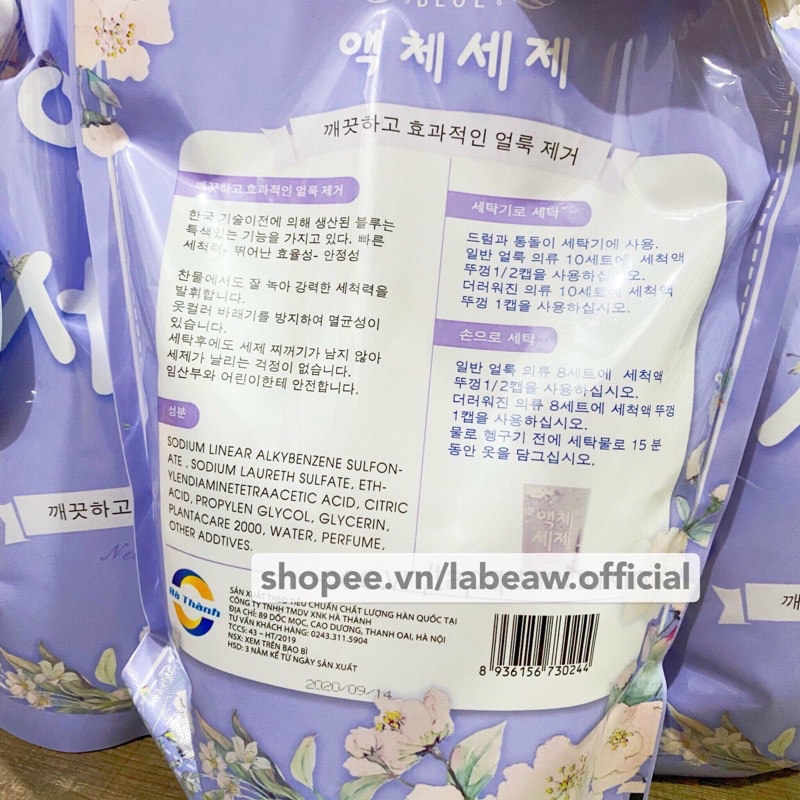 액체세제
깨끗하고 효과적인 얼룩 제거
깨끗하고 효과적인 얼룩 제거
한국 기술이전에 의해 생산된 블루는
특색있는 기능을 가지고 있다. 빠른
세척력- 뛰어난 효율성- 안정성
찬물에서도 잘 녹아 강력한 세척력을
발휘합니다.
옷컬러 바래기를 방지하여 멸균성이
있습니다.
세탁후에도 세제 찌꺼기가 남지 않아
세제가 날리는 걱정이 없습니다.
임산부와 어린이한테 안전합니다.
성분
SODIUM LINEAR ALKYBENZENE SULFON-
ATE , SODIUM LAURETH SULFATE, ETH-
YLENDIAMINETETRAACETIC ACID, CITRIC
ACID, PROPYLEN GLYCOL, GLYCERIN,
PLANTACARE 2000, WATER, PERFUME,
OTHER ADDTIVES.
세탁기로 세탁
드럼과 통돌이 세탁기에 사용.
일반 얼룩 의류 10세트에 세척액
뚜껑1/2캡을 사용하십시오.
더러워진 의류 10세트에 세척액
뚜껑 1캡을 사용하십시오.
손으로 세탁
일반 얼룩 의류 8세트에 세척액
뚜껑1/2캡을 사용하십시오.
더러워진 의류 8세트에 세척액 뚜껑
1캡을 사용하십시오.
물로 헹구기 전에 세탁물로 15 분
동안 옷을 담그십시오.
액체
세제
깨끗하고
shopee.vn/labeaw.official
Hà Thành
SẢN XUẤT THEO TIÊU CHUẨN CHẤT LƯỢNG HÀN QUỐC TẠI
CÔNG TY TNHH TMDV XNK HÀ THÀNH
ĐỊA CHỈ: 89 DỐC MỌC, CAO DƯƠNG, THANH OAI, HÀ NỘI
TƯ VẤN KHÁCH HÀNG: 0243.311.5904
TCCS: 43 – HT/2019
NSX: XEM TRÊN BAO BÌ
HSD: 3 NĂM KỂ TỪ NGÀY SẢN XUẤT
2020/09/14
8 936156 730244